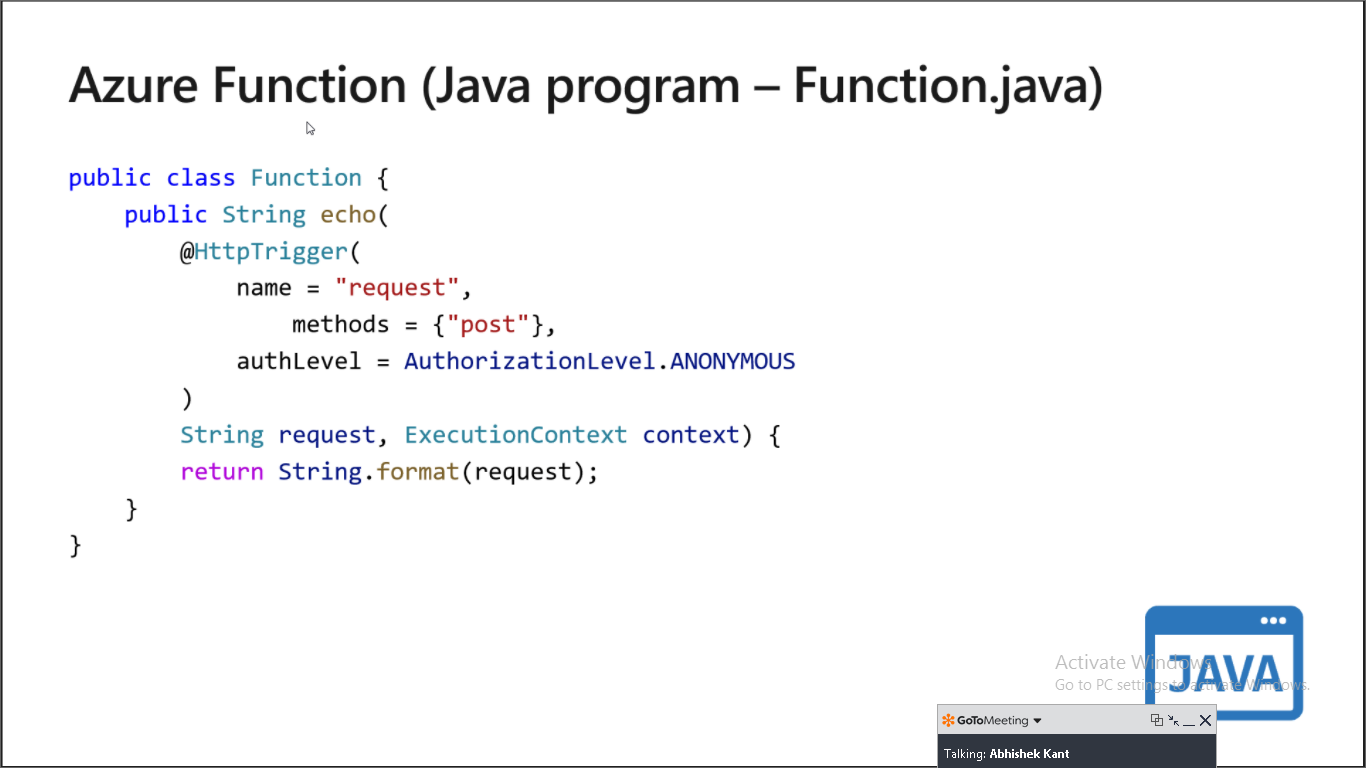 Azure Function (Java program – Function.java)
public class Function {
    public String echo(
        @HttpTrigger(
            name = "request",
                methods = {"post"},
            authLevel = AuthorizationLevel.ANONYMOUS
        )
        String request, ExecutionContext context) {
        return String.format(request);
    }
}
JAVA
Activate Windows
Go to PC settings to activate Windows.
GoToMeeting
Talking: Abhishek Kant